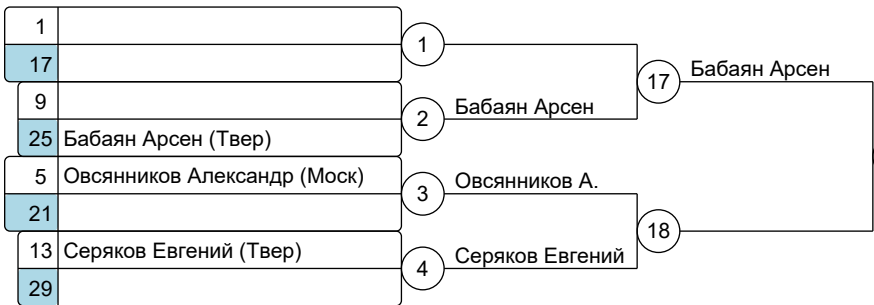 1
1
17
17
Бабаян Арсен
9
2
Бабаян Арсен
25 Бабаян Арсен (Твер)
5 Овсянников Александр (Моск)
3
Овсянников А.
21
18
13 Серяков Евгений (Твер)
4
Серяков Евгений
29